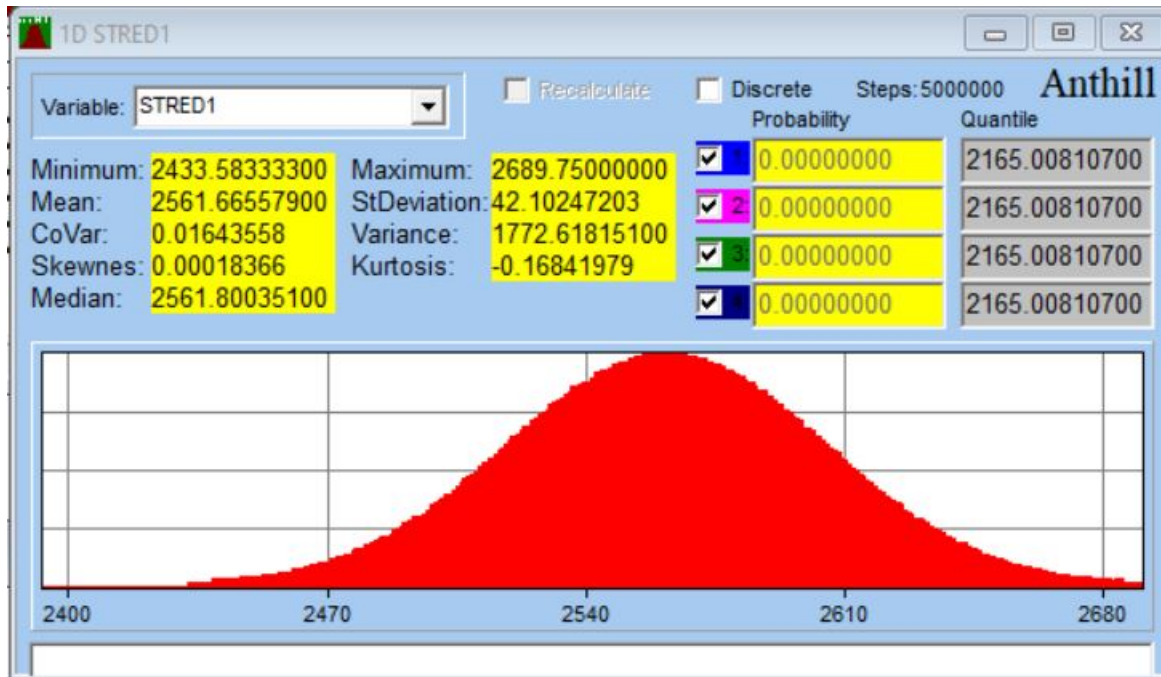 1D STRED1
Variable: STRED1
Recalculate
Discrete Steps:5000000 Anthill
Probability Quantile
Minimum: 2433.58333300 Maximum: 2689.75000000
Mean: 2561.66557900 StDeviation: 42.10247203
CoVar: 0.01643558 Variance: 1772.61815100
Skewnes: 0.00018366 Kurtosis: -0.16841979
Median: 2561.80035100
1: 0.00000000 2165.00810700
2: 0.00000000 2165.00810700
3: 0.00000000 2165.00810700
0.00000000 2165.00810700
2400 2470 2540 2610 2680